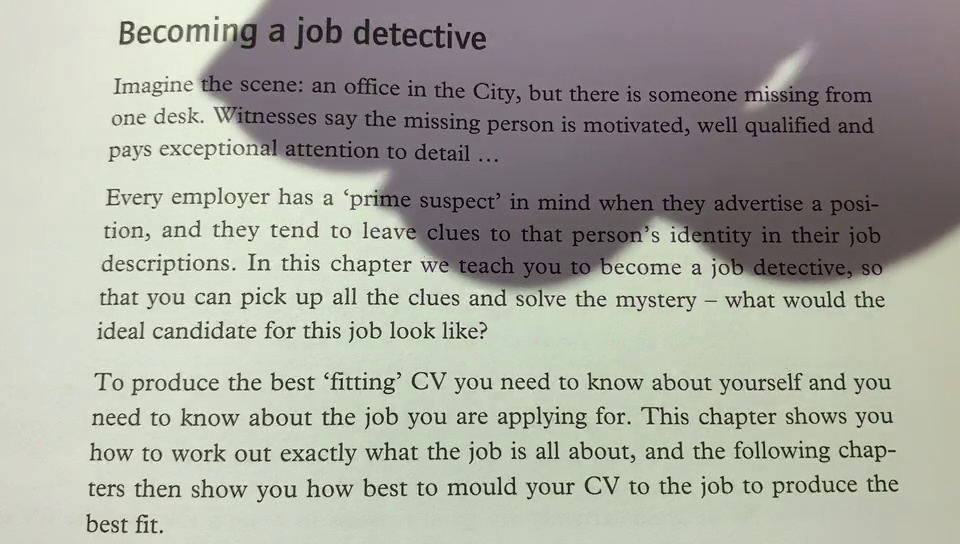 Becoming a job detective
Imagine the scene: an office in the City, but there is someone missing from
one desk. Witnesses say the missing person is motivated, well qualified and
pays exceptional attention to detail …
Every employer has a ‘prime suspect’ in mind when they advertise a posi-
tion, and they tend to leave clues to that person’s identity in their job
descriptions. In this chapter we teach you to become a job detective, so
that you can pick up all the clues and solve the mystery – what would the
ideal candidate for this job look like?
To produce the best ‘fitting’ CV you need to know about yourself and you
need to know about the job you are applying for. This chapter shows you
how to work out exactly what the job is all about, and the following chap-
ters then show you how best to mould your CV to the job to produce the
best fit.